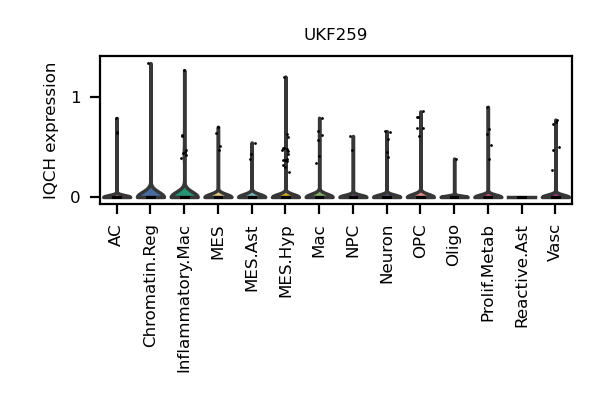 UKF259
IQCH expression
1
0
AC
Chromatin.Reg
Inflammatory.Mac
MES
MES.Ast
MES.Hyp
Mac
NPC
Neuron
OPC
Oligo
Prolif.Metab
Reactive.Ast
Vasc